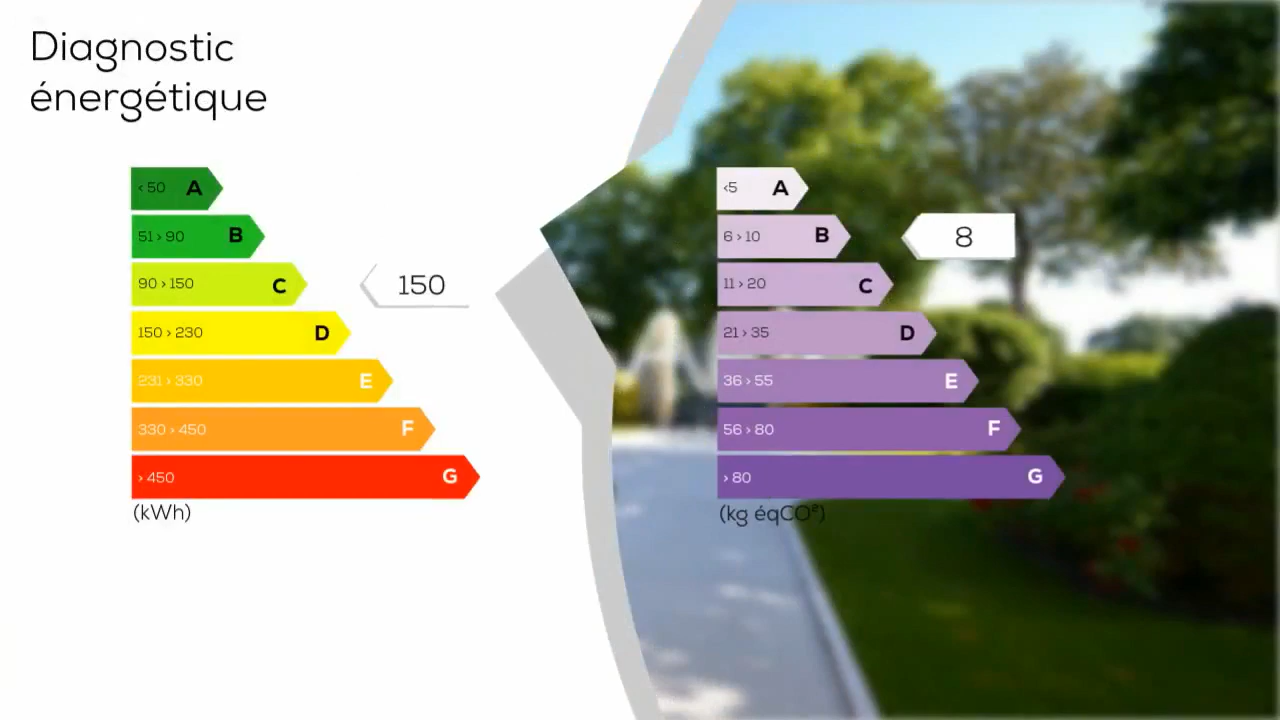 Diagnostic
énergétique
< 50 A
51 > 90 B
90 > 150 C
150 > 230 D
231 > 330 E
330 > 450 F
> 450 G
(kWh)
150
<5 A
6 > 10 B
11 > 20 C
21 > 35 D
36 > 55 E
56 > 80 F
> 80 G
(kg éqCO²)
8